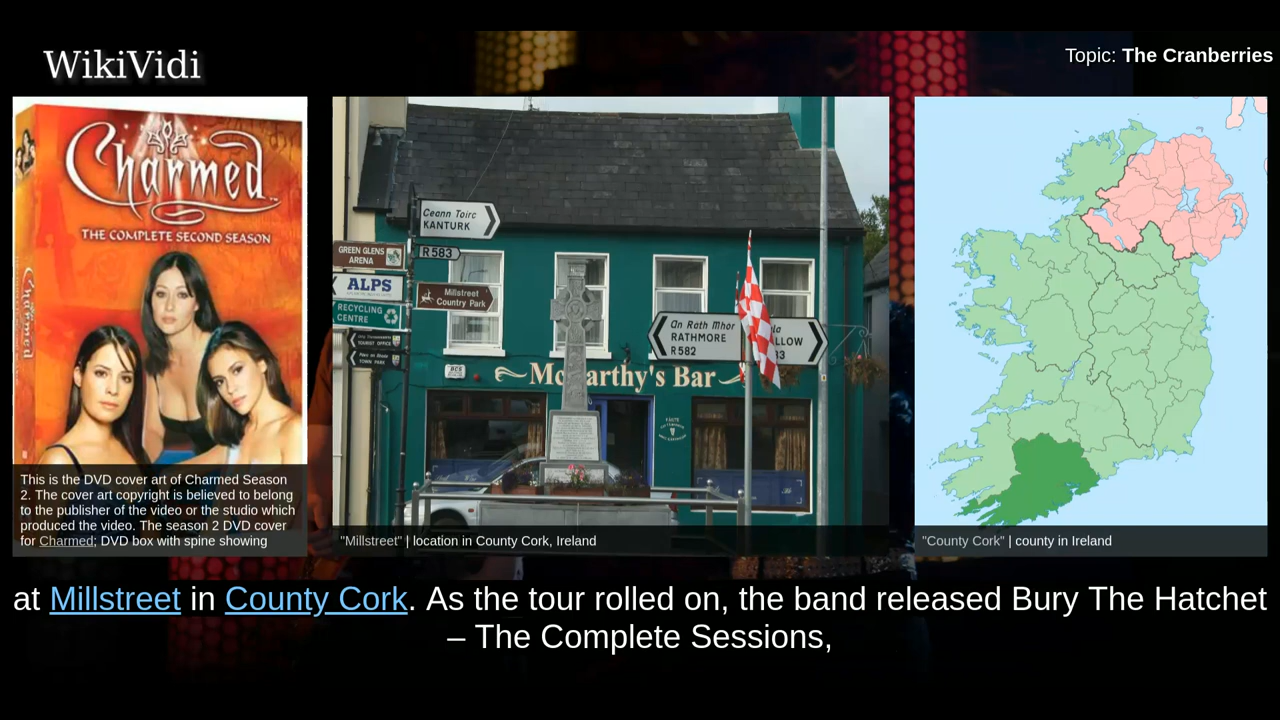 WikiVidi
Topic: The Cranberries
Charmed
THE COMPLETE SECOND SEASON
Charmed
This is the DVD cover art of Charmed Season
2. The cover art copyright is believed to belong
to the publisher of the video or the studio which
produced the video. The season 2 DVD cover
for Charmed; DVD box with spine showing
Ceann Toirc
KANTURK
R583
GREEN GLENS
ARENA
ALPS
RECYCLING
CENTRE
Millstreet
Country Park
An Rath Mhor
RATHMORE
R582
la
LLOW
83
McCarthy's Bar
"Millstreet" | location in County Cork, Ireland
"County Cork" | county in Ireland
at Millstreet in County Cork. As the tour rolled on, the band released Bury The Hatchet
– The Complete Sessions,